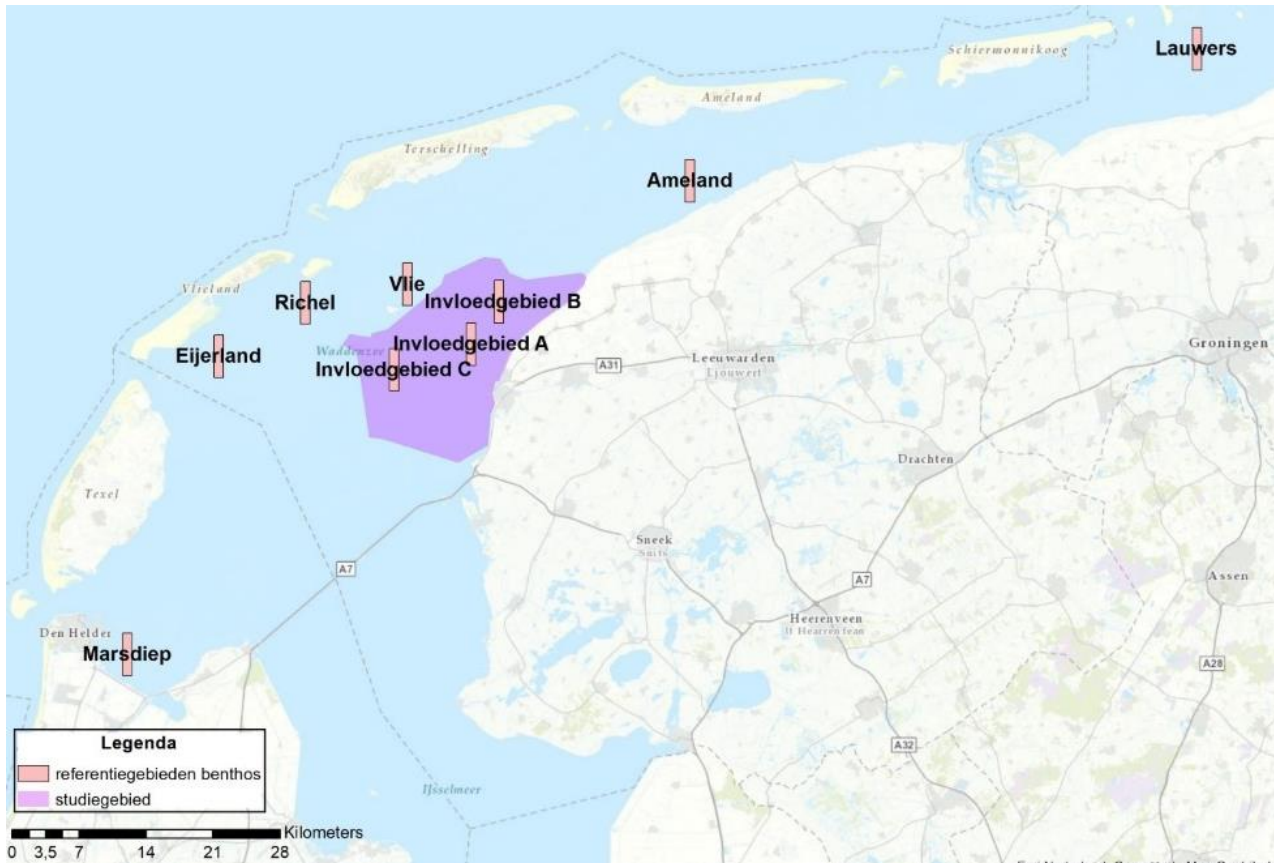 Schiermonnikoog
Lauwers
Ameland
Terschelling
Ameland
Vlieland
Richel
Vlie
Invloedgebied B
Eijerland
Waddenzee
Invloedgebied A
Invloedgebied C
A31
Leeuwarden
Ljouwert
Groningen
Drachten
Texel
Sneek
Snits
A7
A7
Assen
Heerenveen
It Hearrenfean
Den Helder
Marsdiep
A28
A32
IJsselmeer
Legenda
referentiegebieden benthos
studiegebied
Kilometers
0 3,5 7 14 21 28